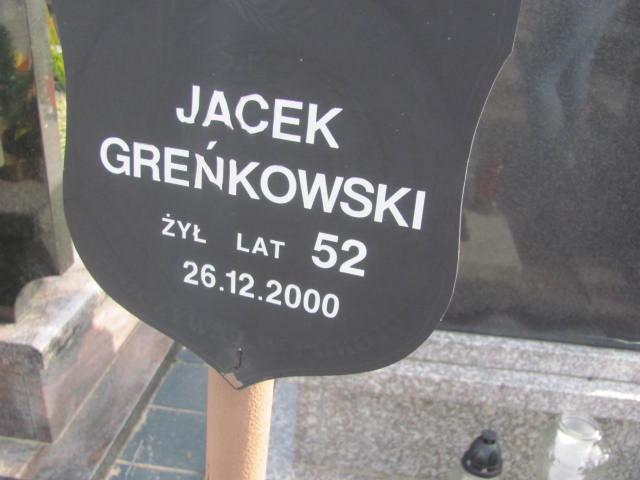 JACEK
GREŃKOWSKI
ŻYŁ LAT 52
26.12.2000